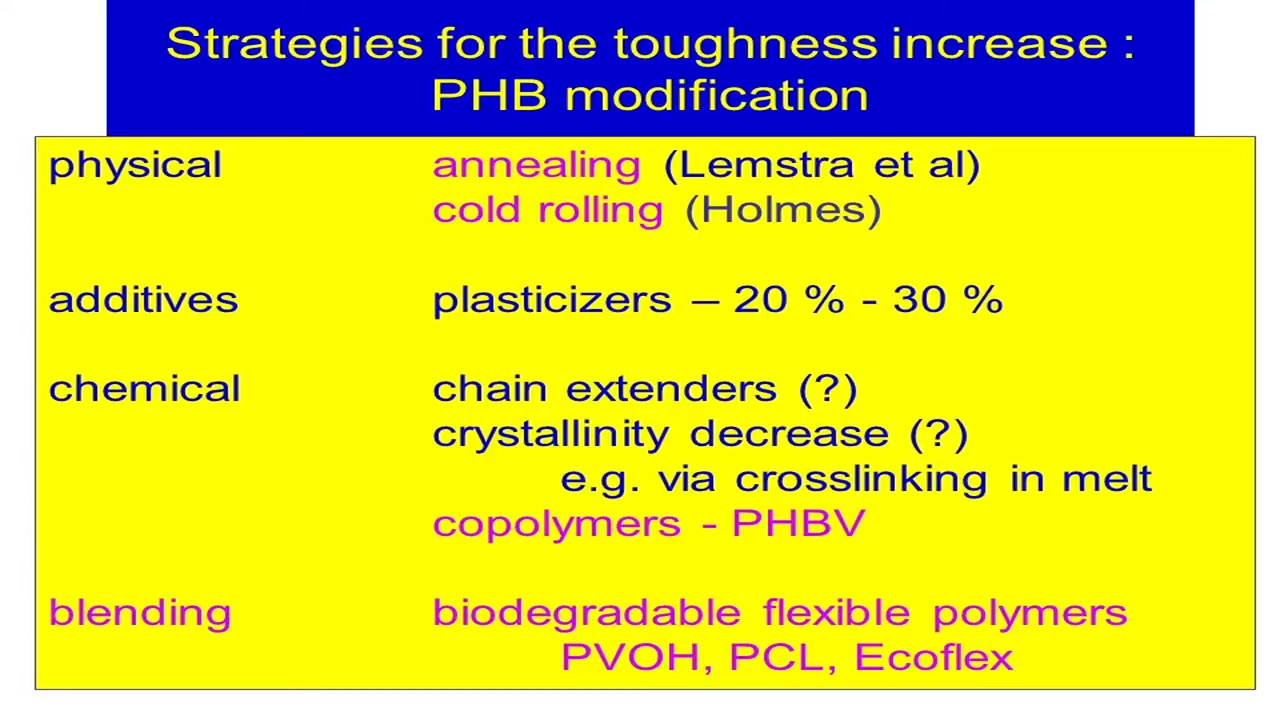 Strategies for the toughness increase :
PHB modification
physical annealing (Lemstra et al)
cold rolling (Holmes)
additives plasticizers – 20 % - 30 %
chemical chain extenders (?)
crystallinity decrease (?)
e.g. via crosslinking in melt
copolymers - PHBV
blending biodegradable flexible polymers
PVOH, PCL, Ecoflex